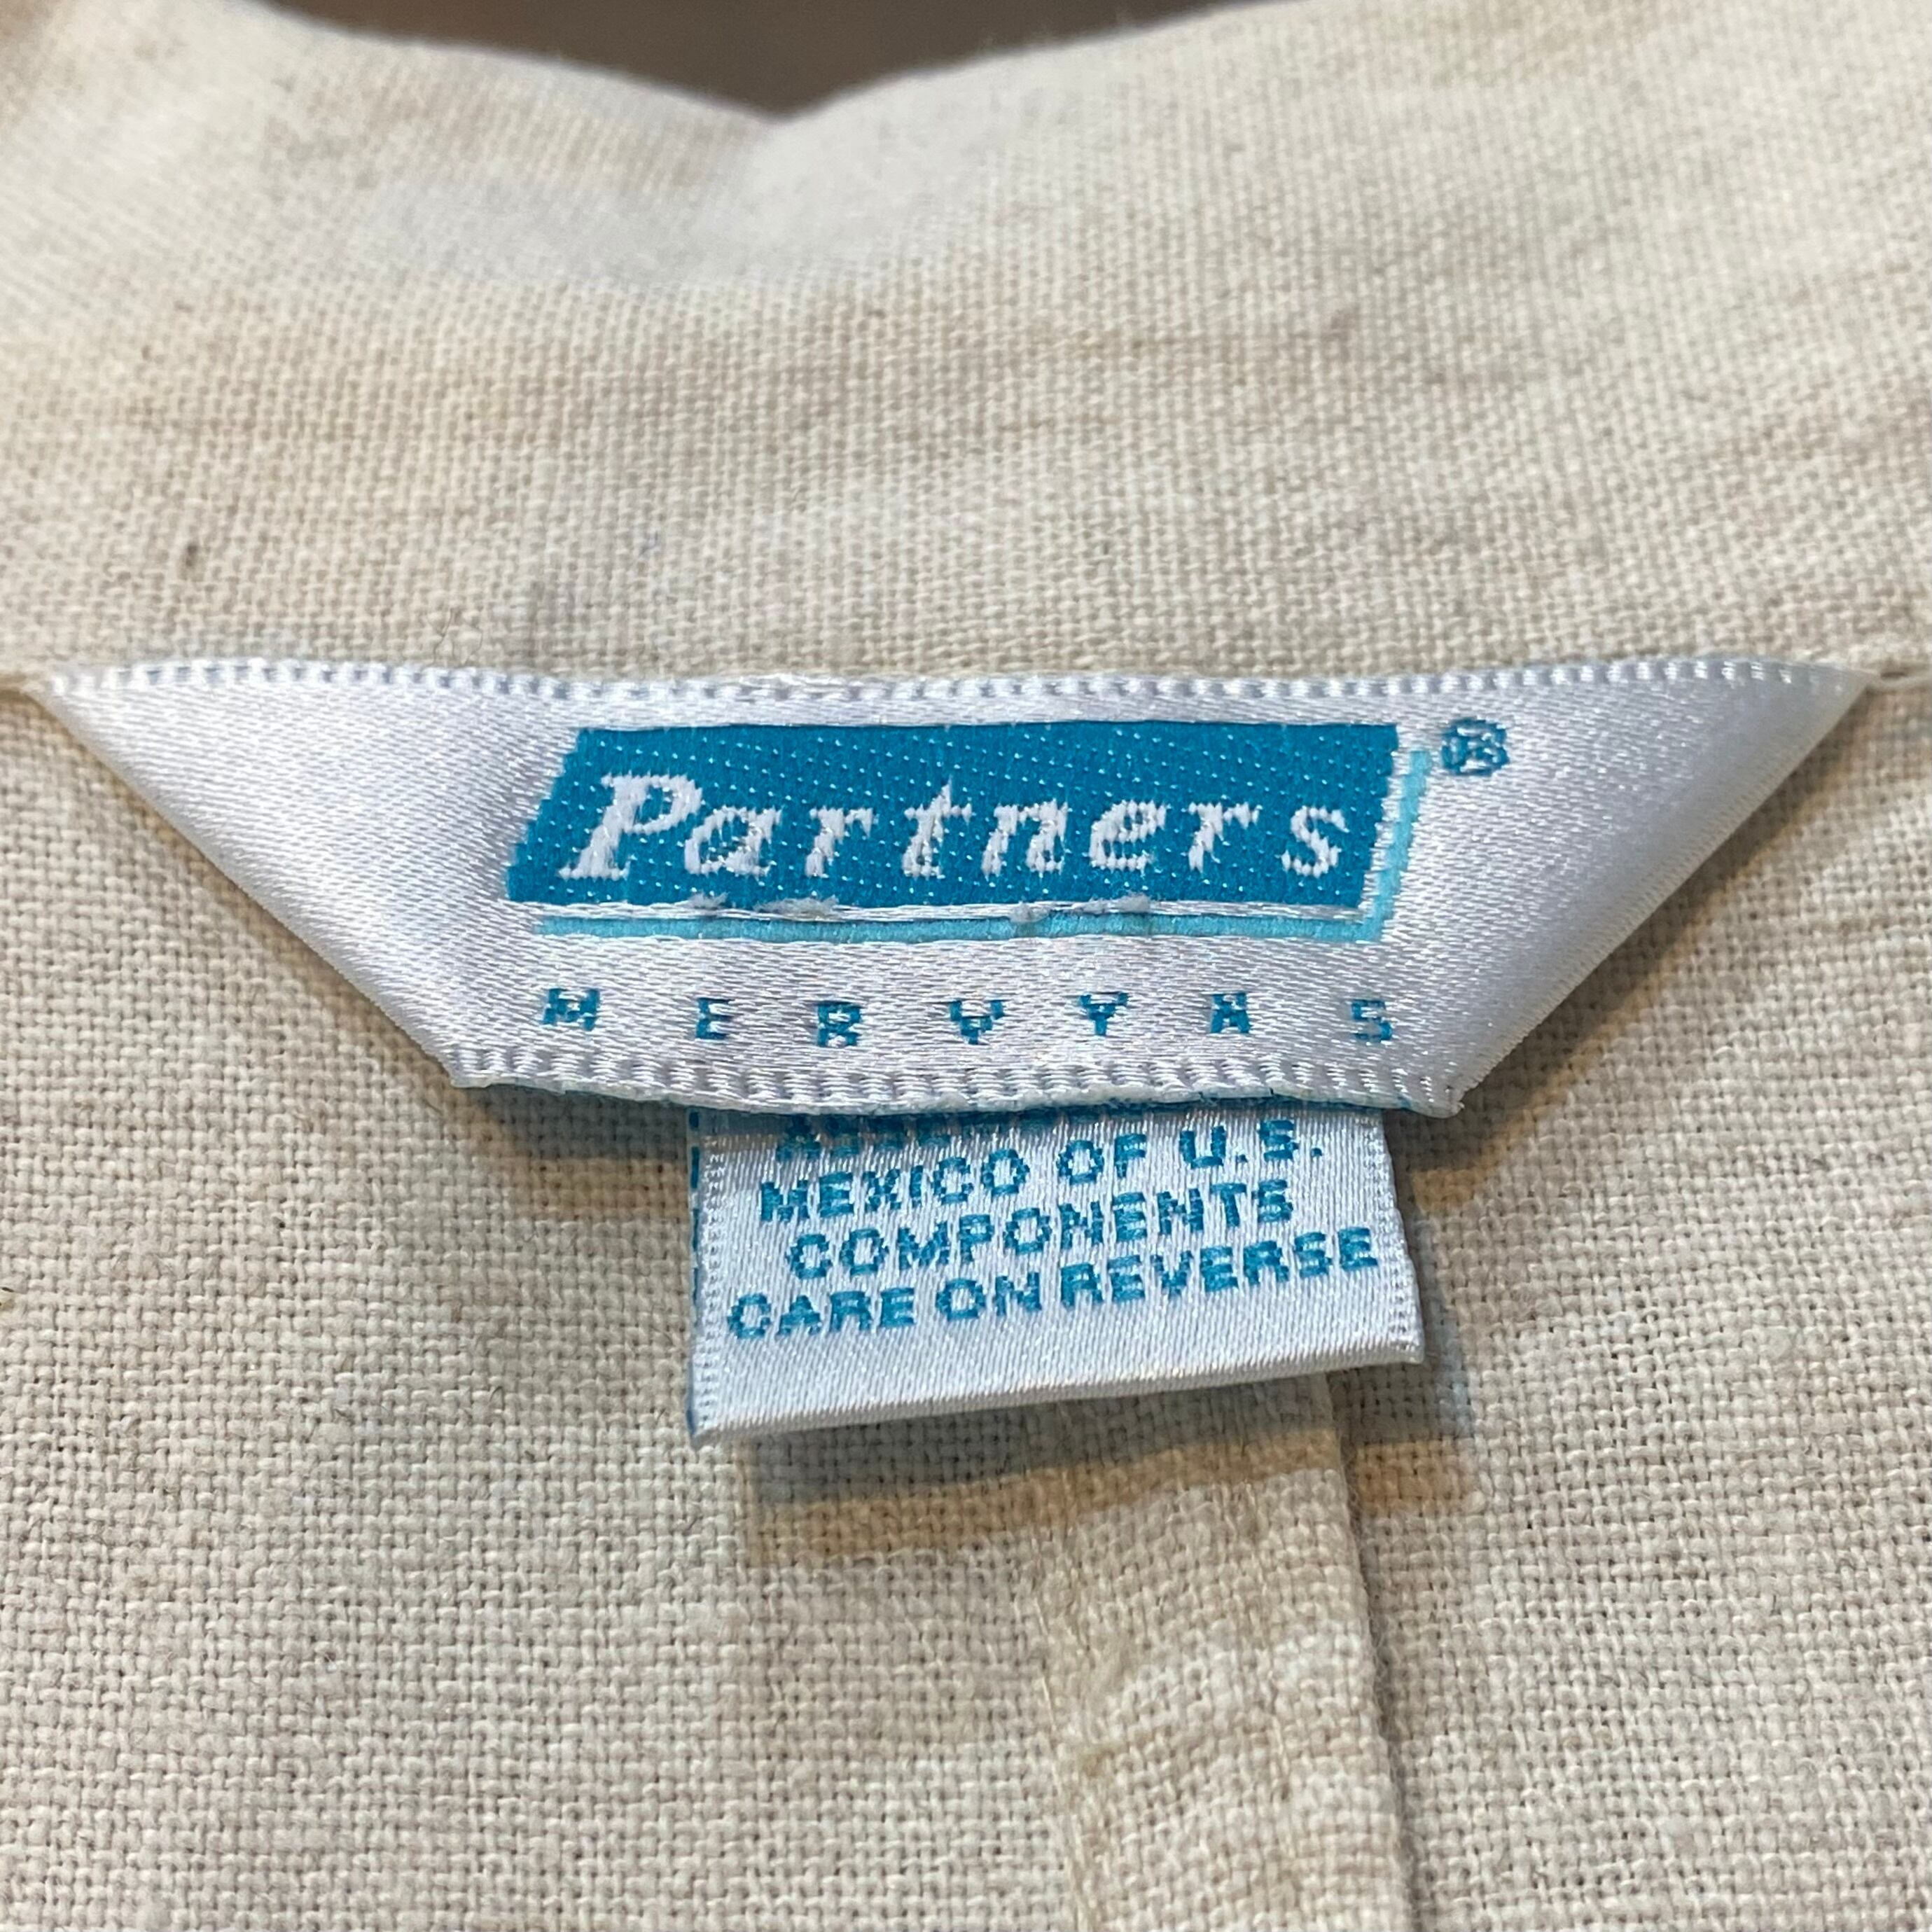 Partners®
MERVYNS
MEXICO OF U.S.
COMPONENTS
CARE ON REVERSE